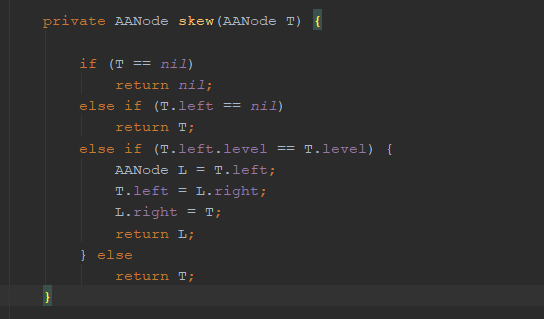 private AANode skew(AANode T) {
if (T == nil)
return nil;
else if (T.left == nil)
return T;
else if (T.left.level == T.level) {
AANode L = T.left;
T.left = L.right;
L.right = T;
return L;
} else
return T;
}